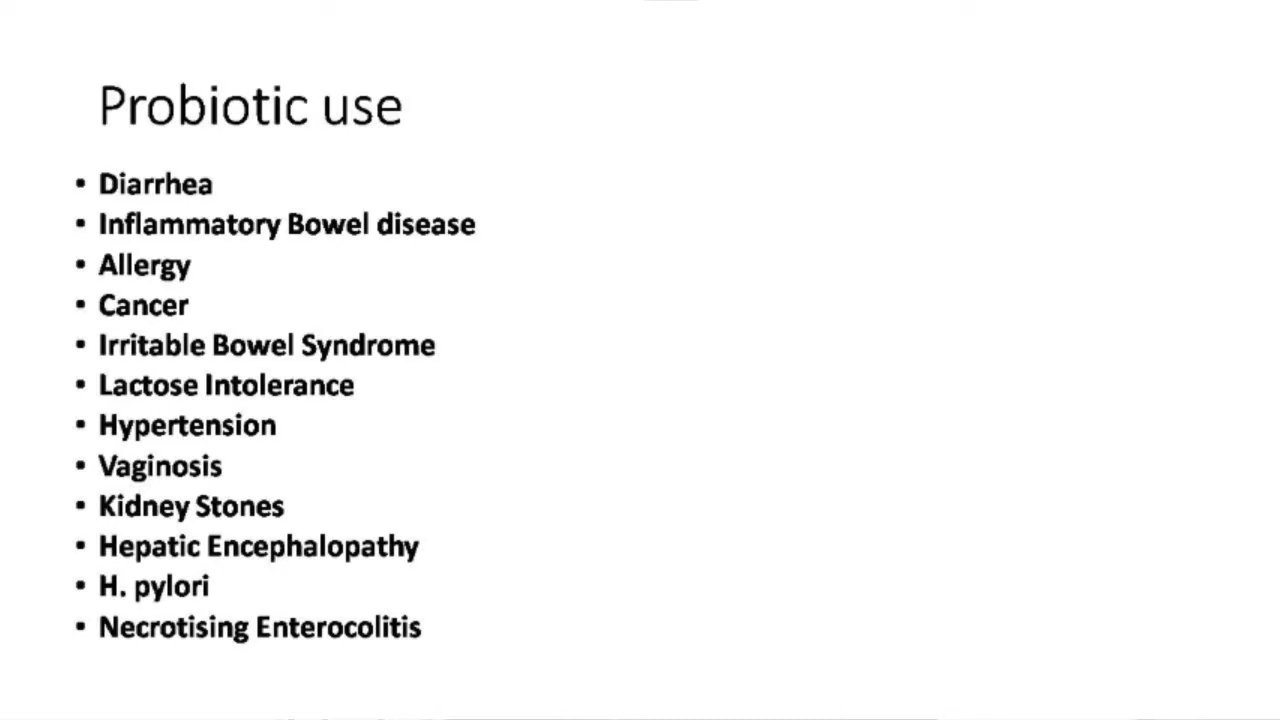 Probiotic use
• Diarrhea
• Inflammatory Bowel disease
• Allergy
• Cancer
• Irritable Bowel Syndrome
• Lactose Intolerance
• Hypertension
• Vaginosis
• Kidney Stones
• Hepatic Encephalopathy
• H. pylori
• Necrotising Enterocolitis